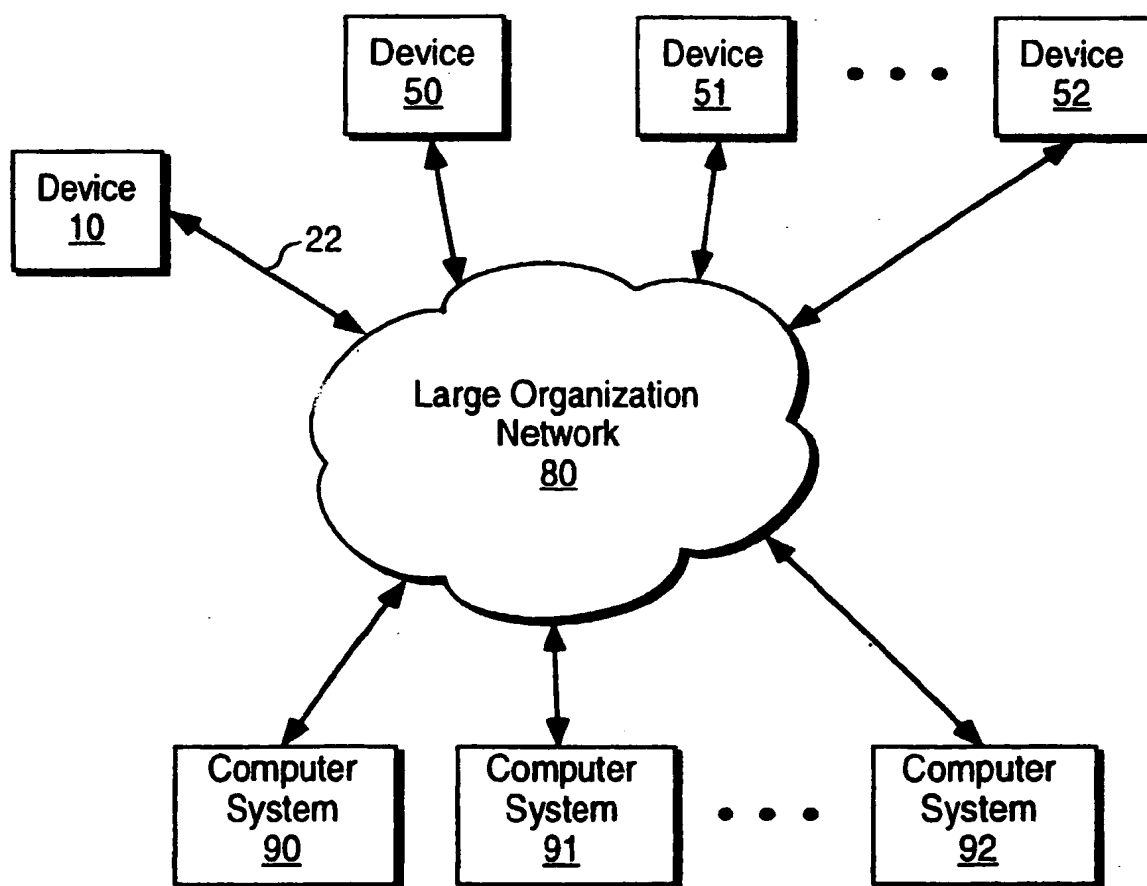 Device
50
Device
51
Device
52
Device
10
22
Large Organization
Network
80
Computer
System
90
Computer
System
91
Computer
System
92